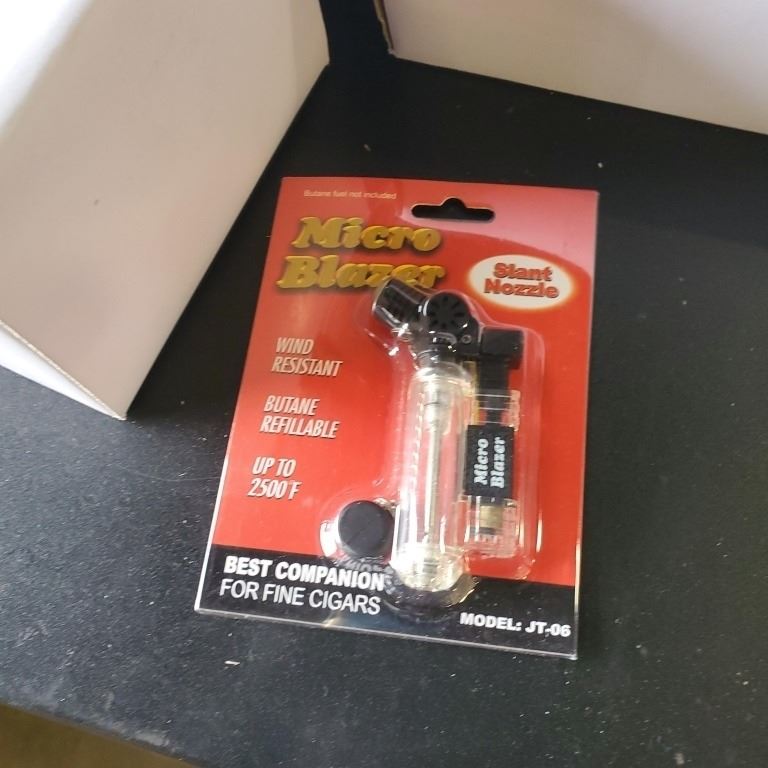 Butane fuel not included
Micro
Blazer
Slant
Nozzle
WIND
RESISTANT
BUTANE
REFILLABLE
UP TO
2500°F
Micro
Blazer
BEST COMPANION
FOR FINE CIGARS
MODEL: JT-06